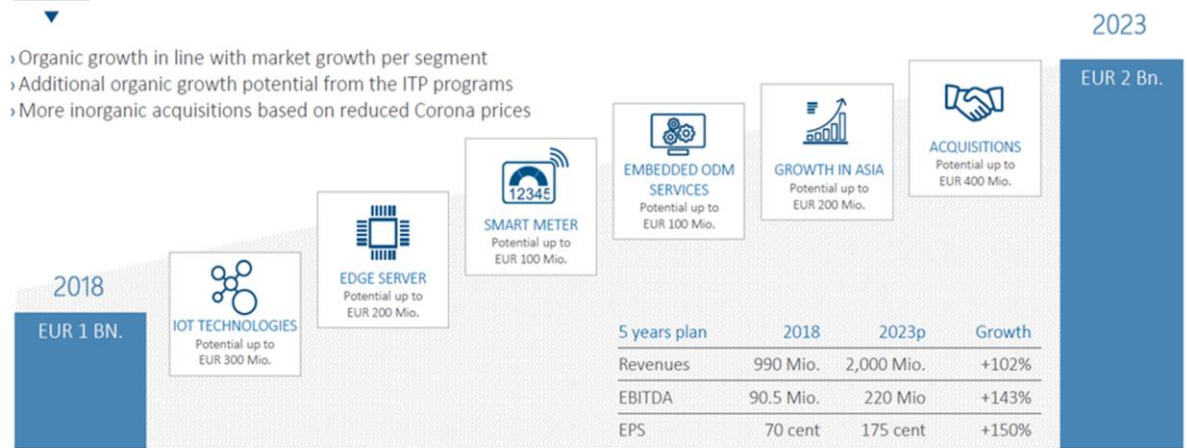 › Organic growth in line with market growth per segment
› Additional organic growth potential from the ITP programs
› More inorganic acquisitions based on reduced Corona prices
2018
EUR 1 BN.
IOT TECHNOLOGIES
Potential up to
EUR 300 Mio.
EDGE SERVER
Potential up to
EUR 200 Mio.
12345
SMART METER
Potential up to
EUR 100 Mio.
EMBEDDED ODM
SERVICES
Potential up to
EUR 100 Mio.
GROWTH IN ASIA
Potential up to
EUR 200 Mio.
ACQUISITIONS
Potential up to
EUR 400 Mio.
2023
EUR 2 Bn.
5 years plan 2018 2023p Growth
Revenues 990 Mio. 2,000 Mio. +102%
EBITDA 90.5 Mio. 220 Mio +143%
EPS 70 cent 175 cent +150%